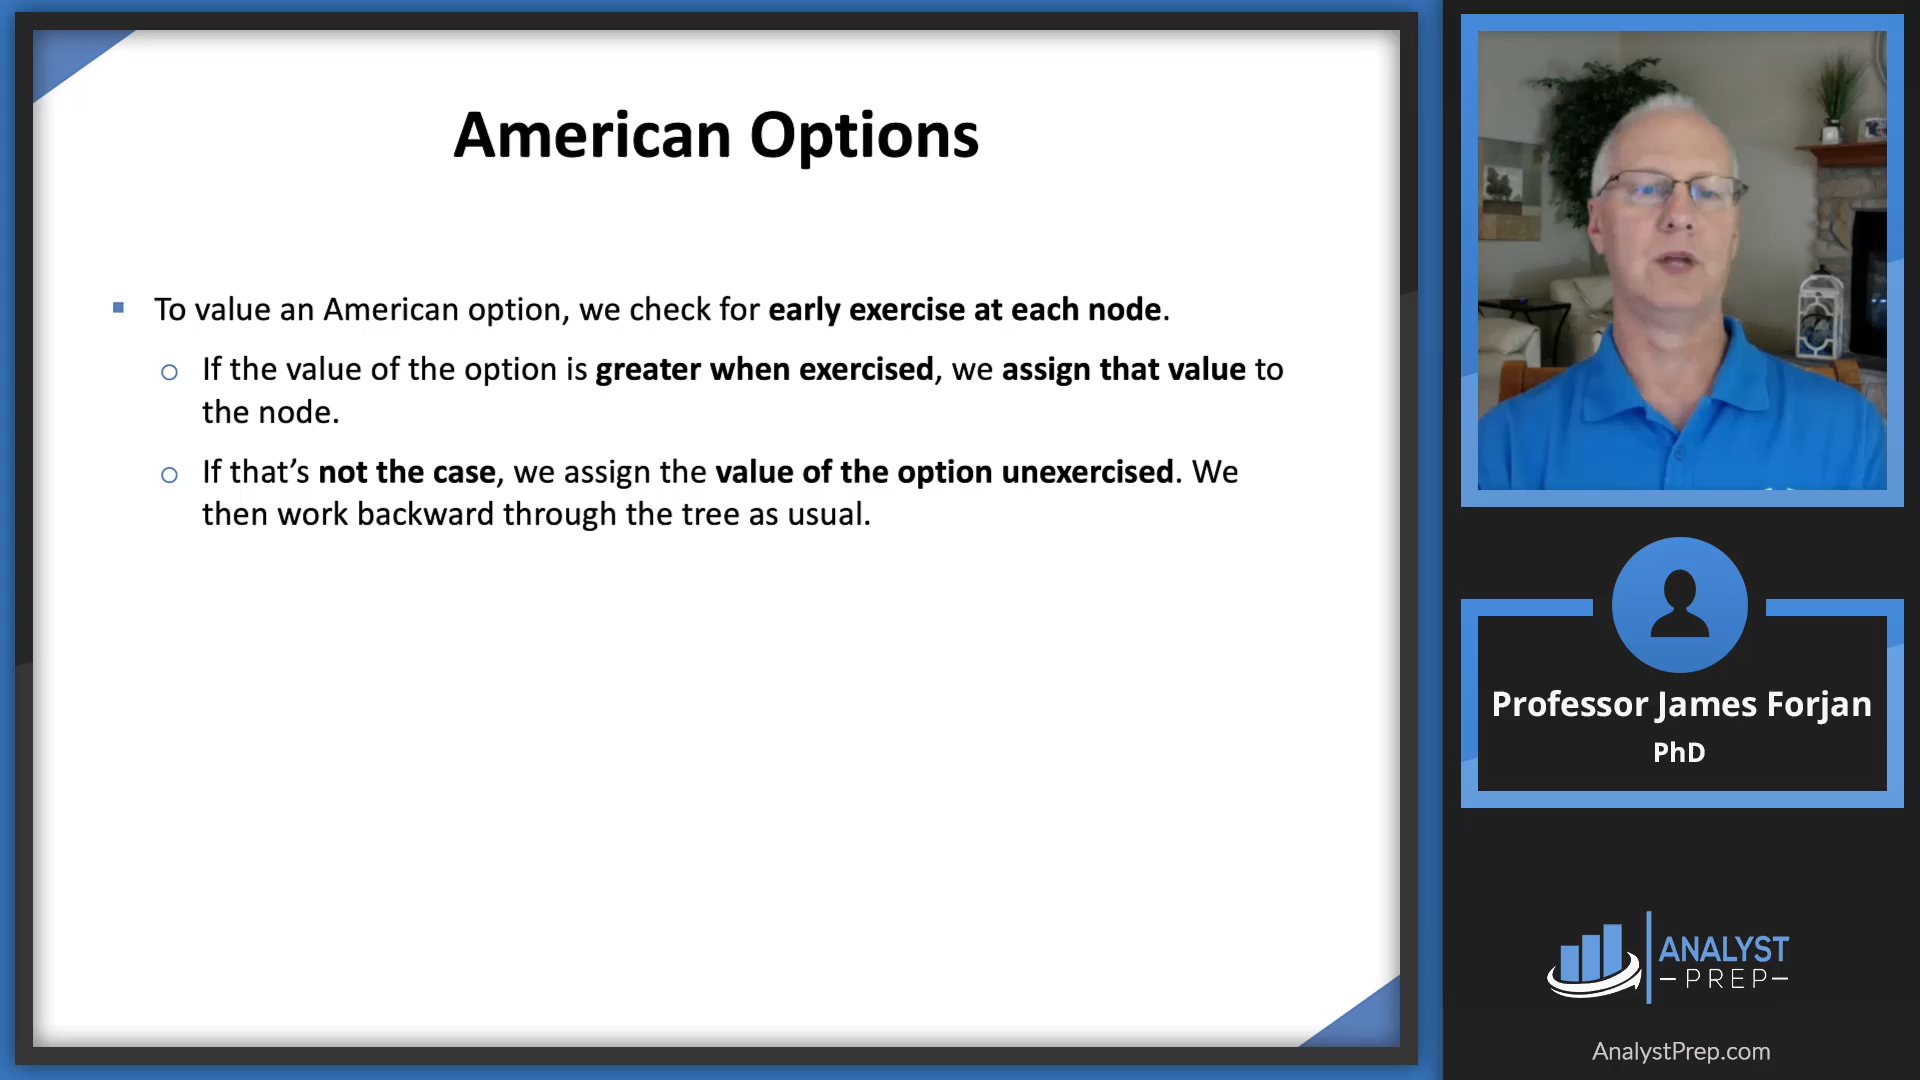 American Options
To value an American option, we check for early exercise at each node.
If the value of the option is greater when exercised, we assign that value to
the node.
If that’s not the case, we assign the value of the option unexercised. We
then work backward through the tree as usual.
Professor James Forjan
PhD
ANALYST
PREP
AnalystPrep.com